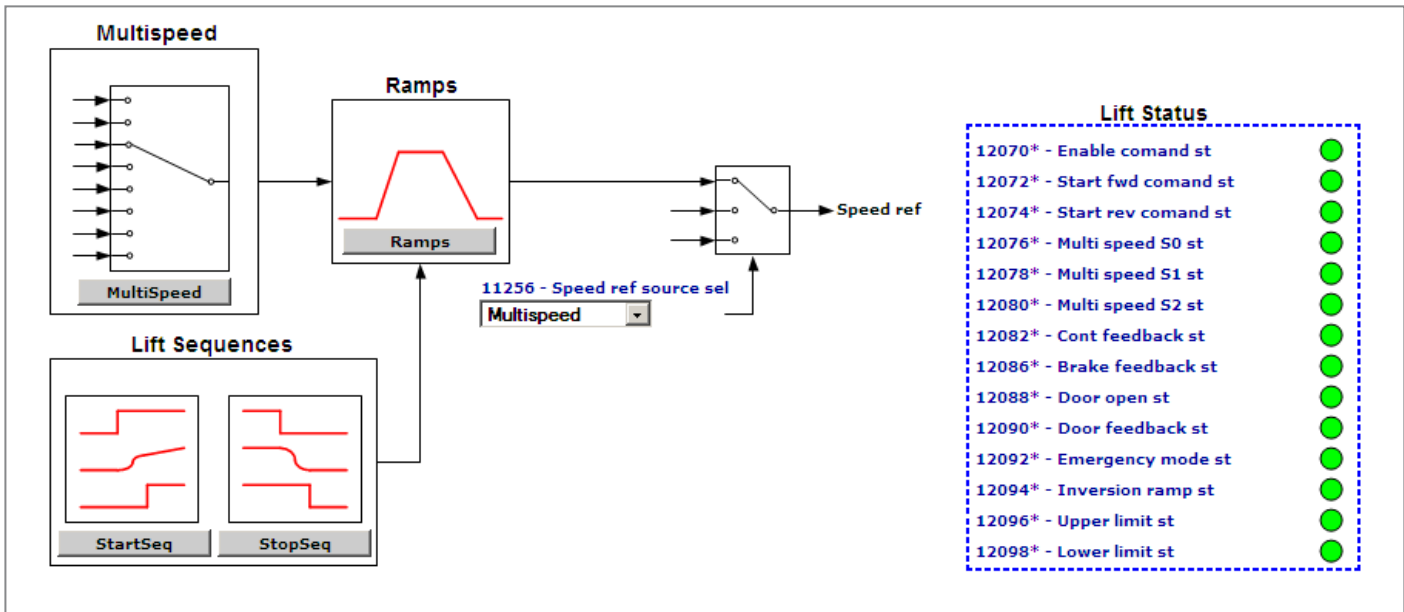 Multispeed
MultiSpeed
Ramps
Ramps
Speed ref
11256 - Speed ref source sel
Multispeed
Lift Sequences
StartSeq
StopSeq
Lift Status
12070* - Enable comand st
12072* - Start fwd comand st
12074* - Start rev comand st
12076* - Multi speed S0 st
12078* - Multi speed S1 st
12080* - Multi speed S2 st
12082* - Cont feedback st
12086* - Brake feedback st
12088* - Door open st
12090* - Door feedback st
12092* - Emergency mode st
12094* - Inversion ramp st
12096* - Upper limit st
12098* - Lower limit st